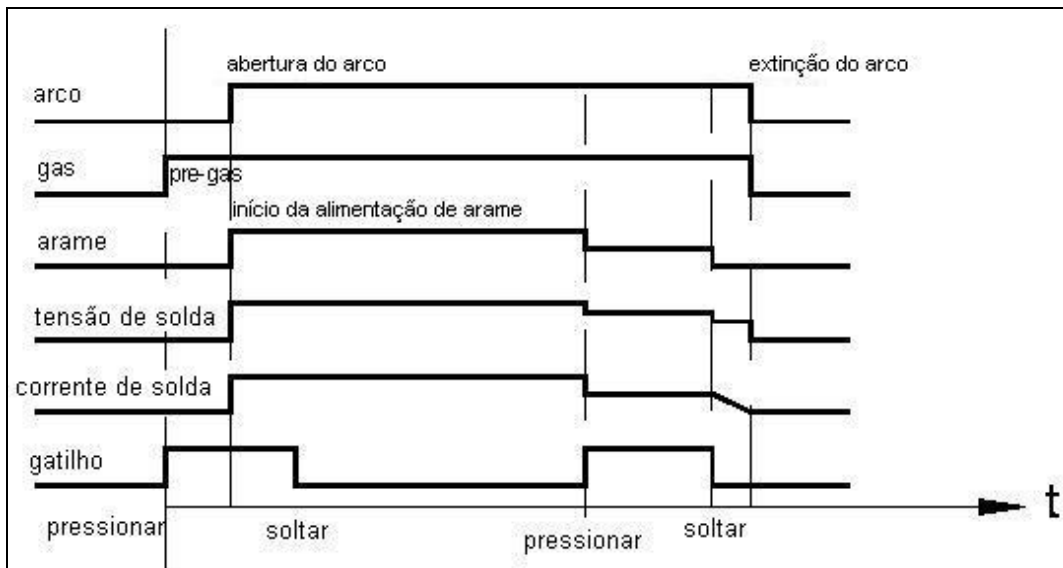 abertura do arco
extinção do arco
arco
gas
pre-gas
início da alimentação de arame
arame
tensão de solda
corrente de solda
gatilho
t
pressionar
soltar
pressionar
soltar